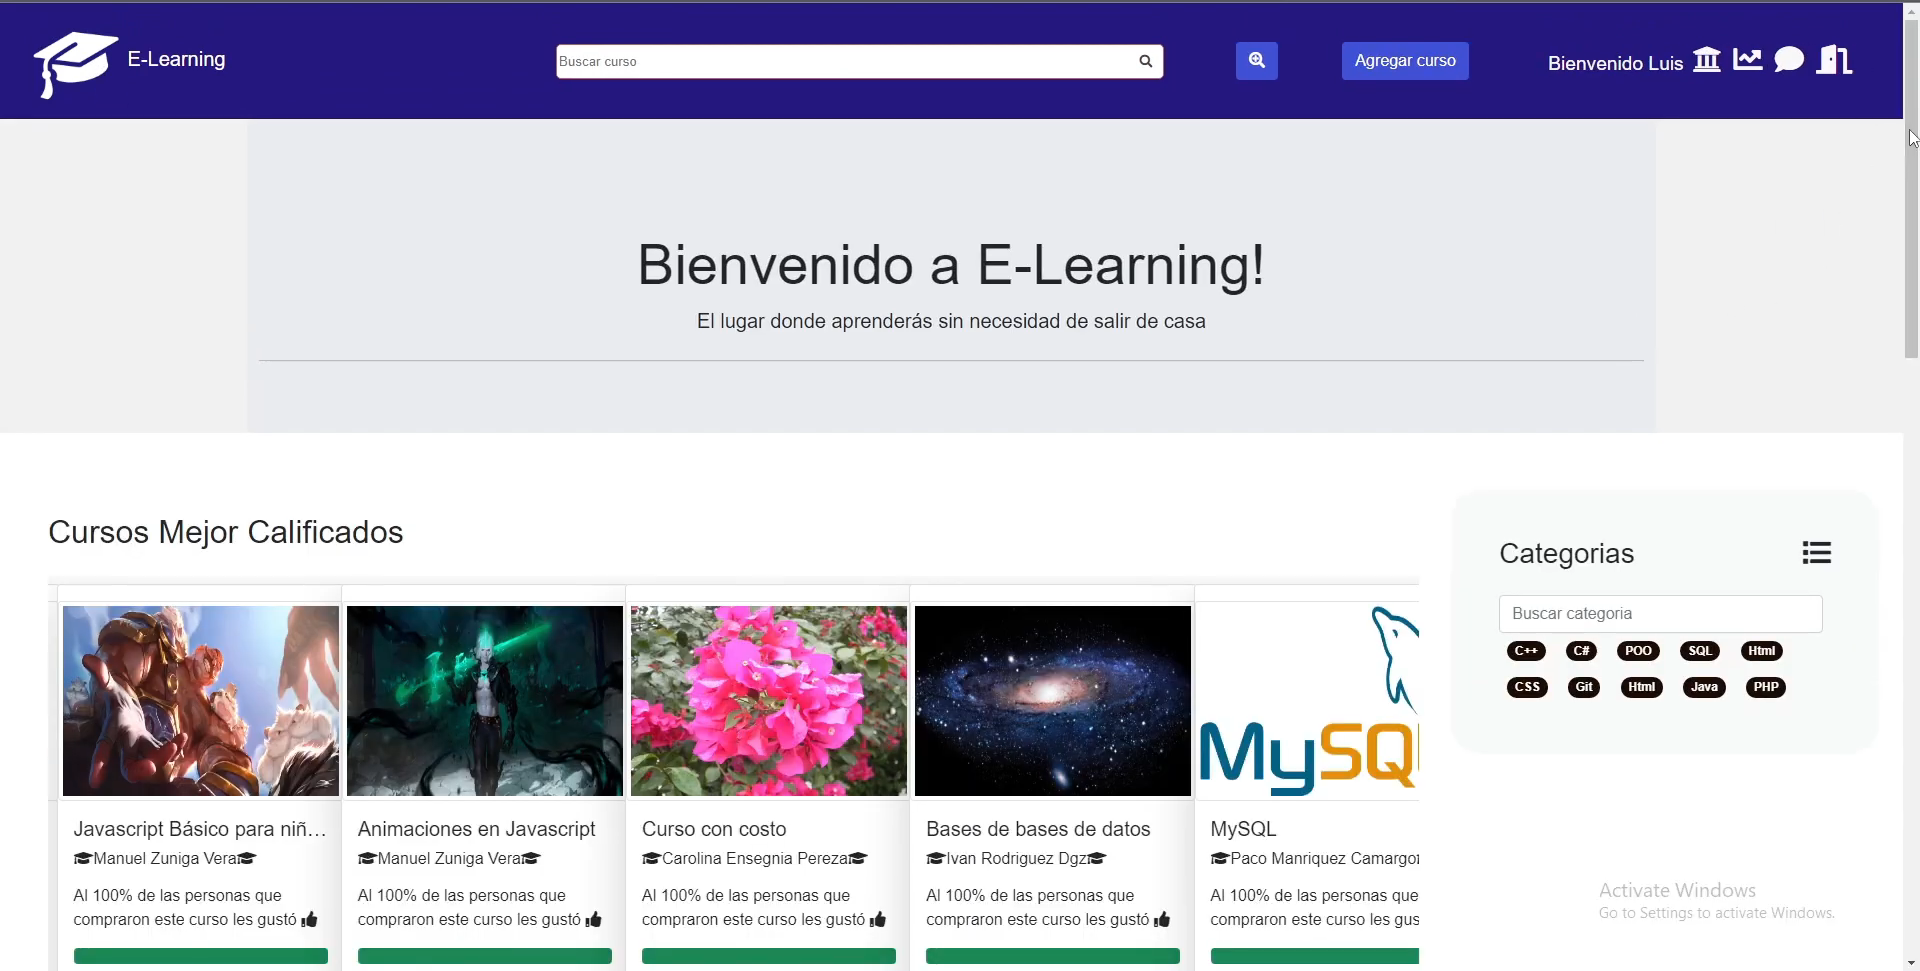 E-Learning
Buscar curso
Agregar curso
Bienvenido Luis
Bienvenido a E-Learning!
El lugar donde aprenderás sin necesidad de salir de casa
Cursos Mejor Calificados
Javascript Básico para niñ...
Manuel Zuniga Vera
Al 100% de las personas que
compraron este curso les gustó
Animaciones en Javascript
Manuel Zuniga Vera
Al 100% de las personas que
compraron este curso les gustó
Curso con costo
Carolina Ensegnia Pereza
Al 100% de las personas que
compraron este curso les gustó
Bases de bases de datos
Ivan Rodriguez Dgz
Al 100% de las personas que
compraron este curso les gustó
MySQ
MySQL
Paco Manriquez Camargo
Al 100% de las personas que
compraron este curso les gus
Categorias
Buscar categoria
C++ C# POO SQL Html
CSS Git Html Java PHP
Activate Windows
Go to Settings to activate Windows.